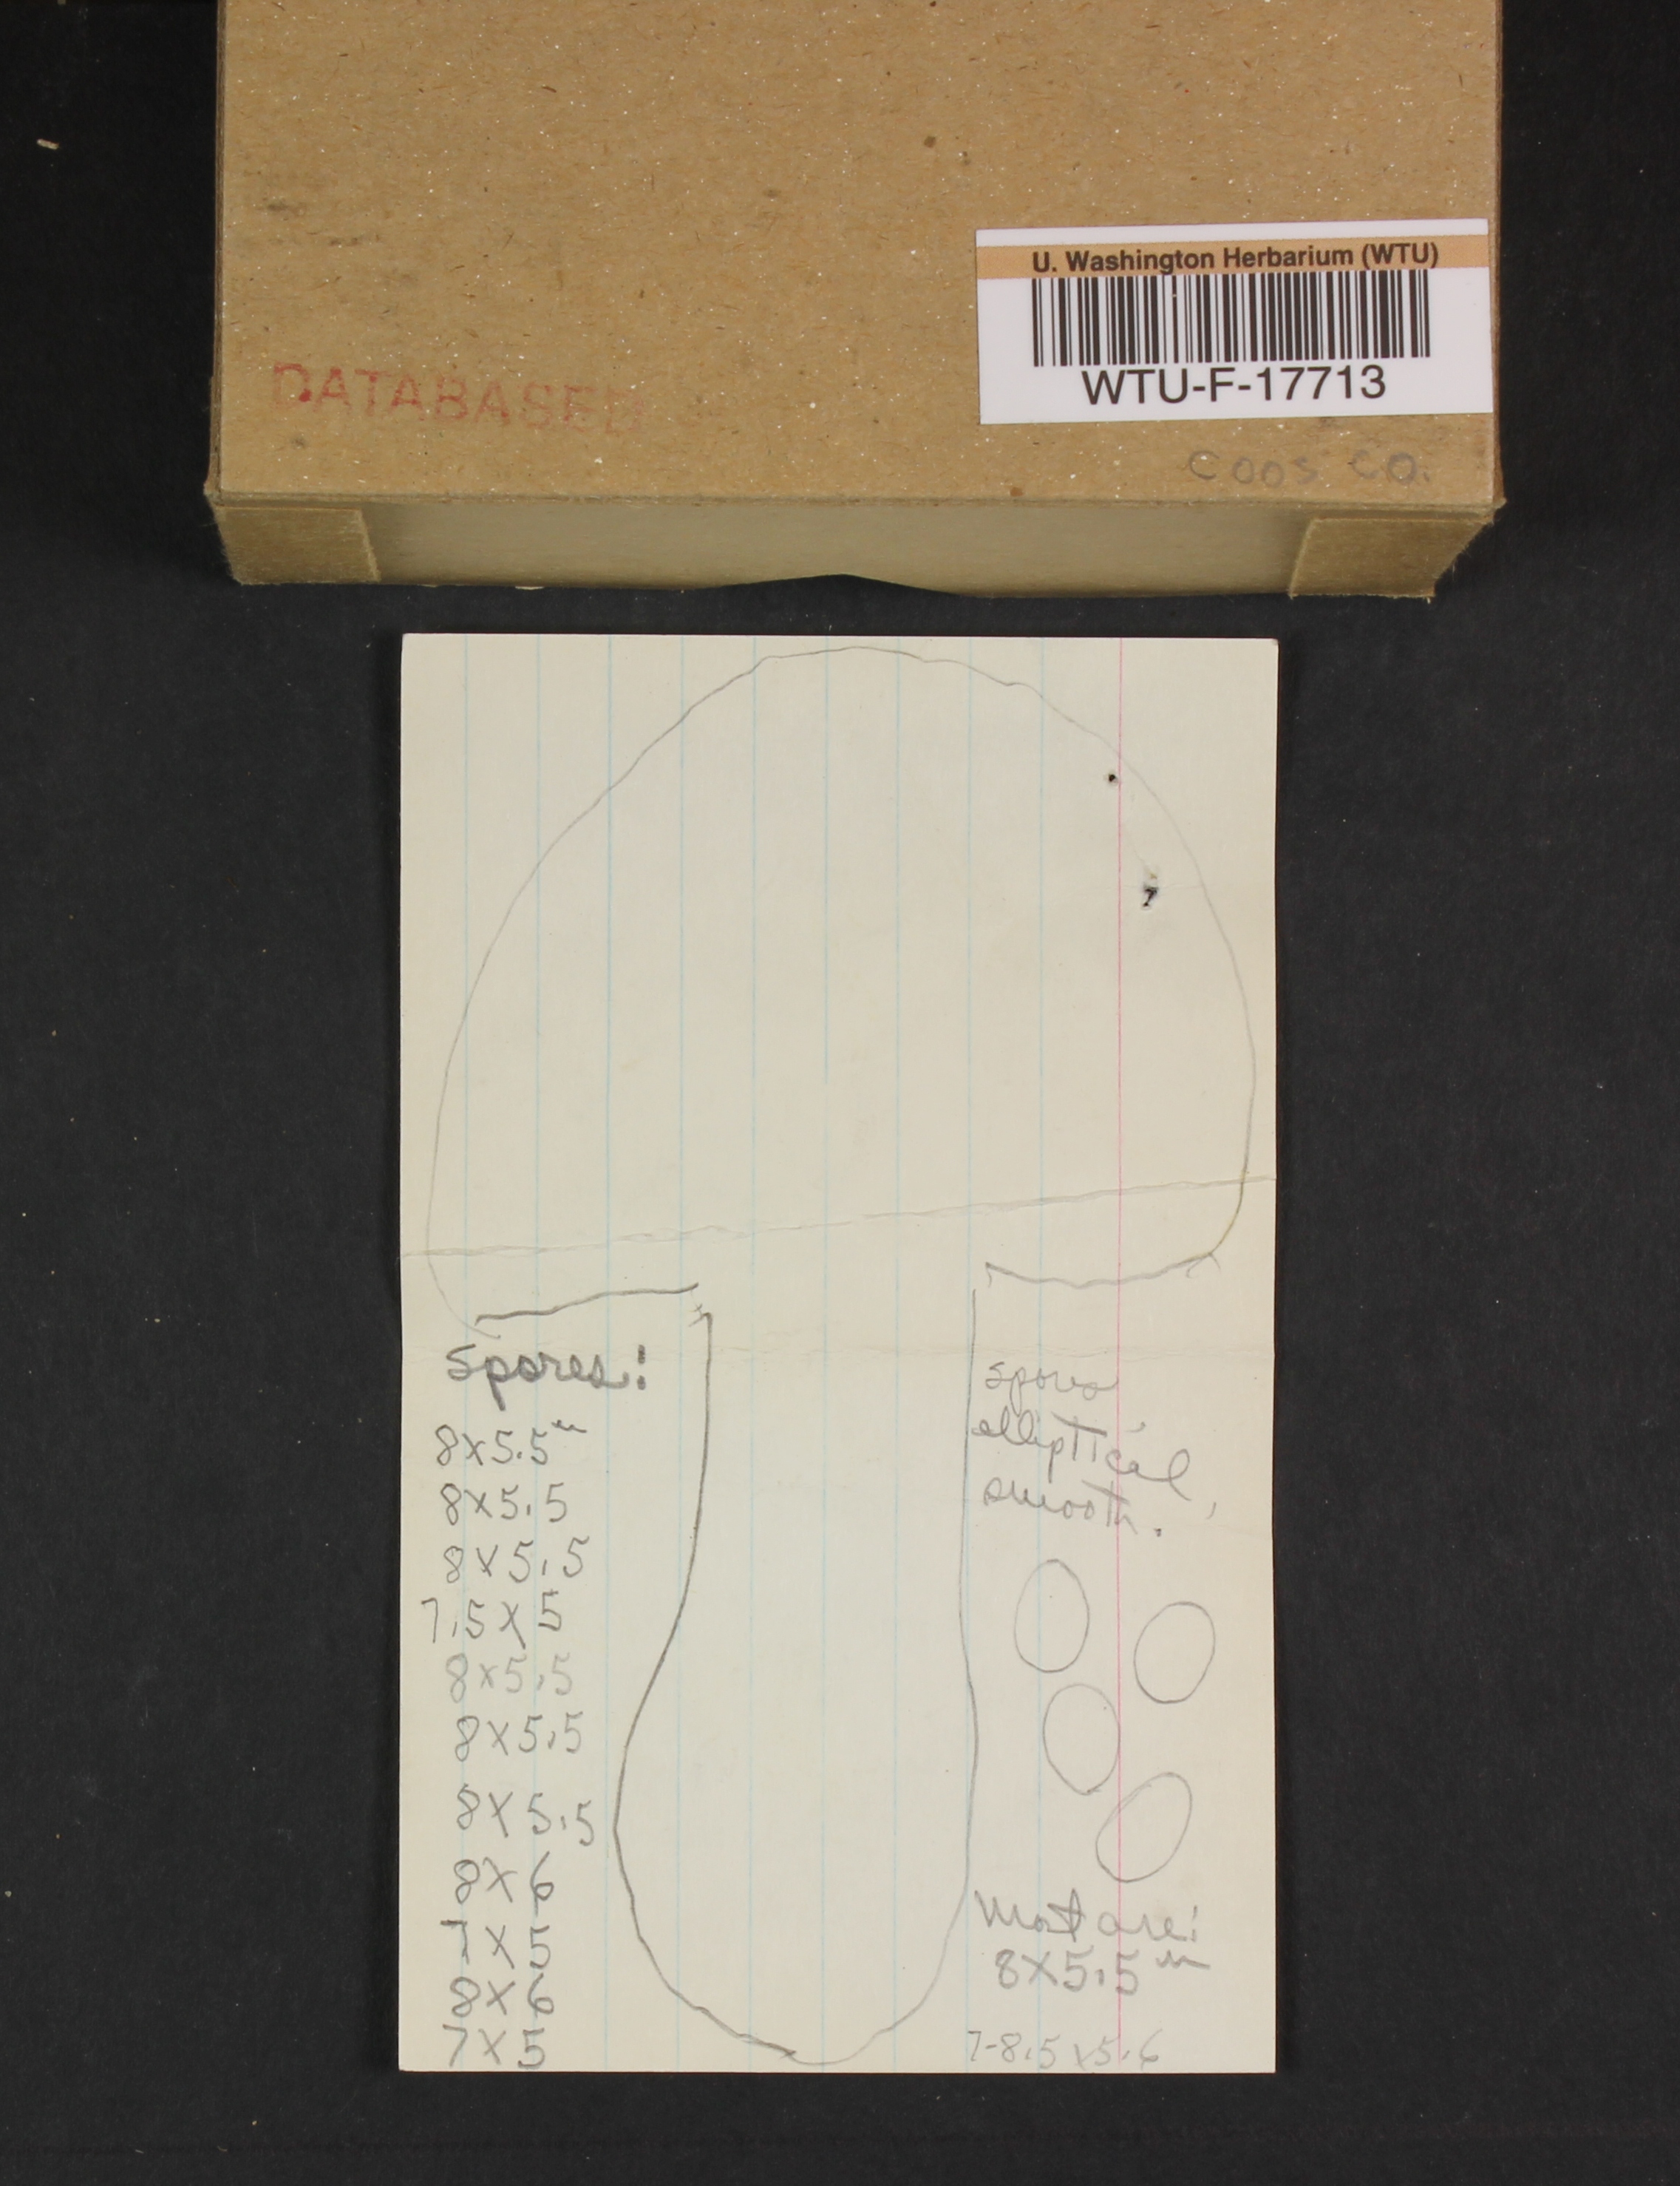 U. Washington Herbarium (WTU)
WTU-F-17713
DATABASED
COOS CO.
Spores:
8x5.5 m
8x5.5
8x5.5
7.5x5
8x5.5
8x5.5
8x5.5
8x6
7x5
8x6
7x5
spores
elliptical,
smooth.
Most are:
8x5.5 m
7-8.5x5.6